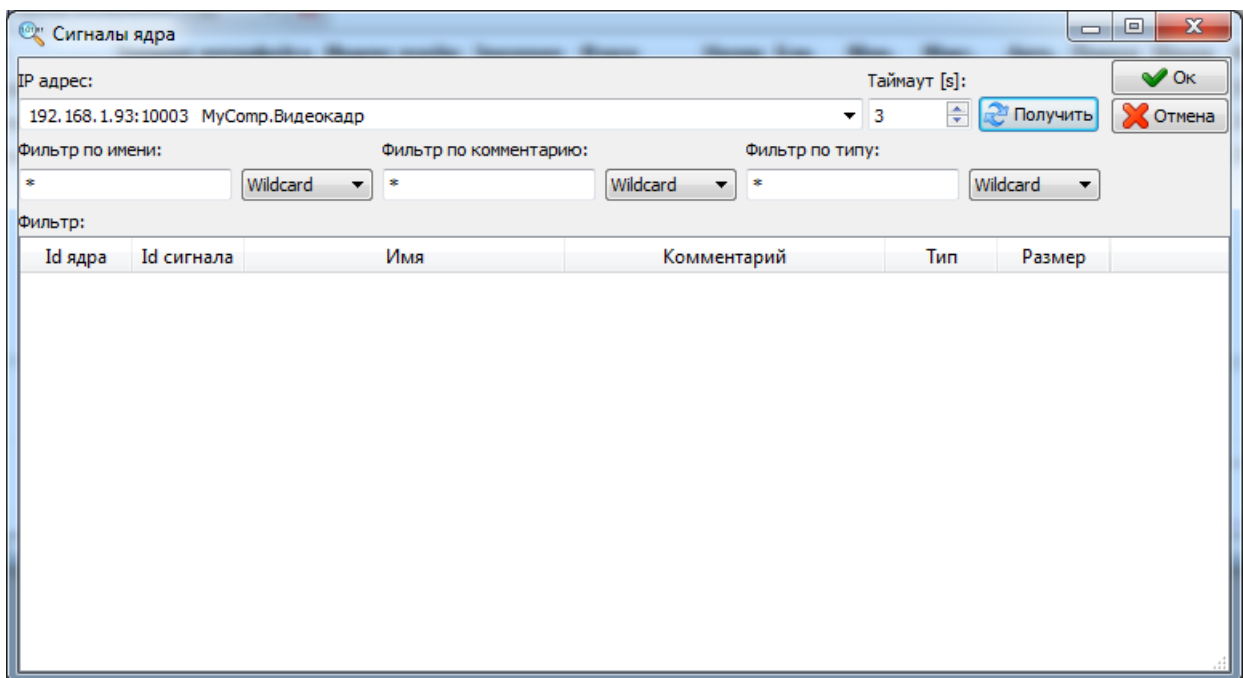 Сигналы ядра
IP адрес: Таймаут [s]: Ок
192.168.1.93:10003 MyComp.Видеокадр 3 Получить Отмена
Фильтр по имени: Фильтр по комментарию: Фильтр по типу:
* Wildcard * Wildcard * Wildcard
Фильтр:
Id ядра Id сигнала Имя Комментарий Тип Размер